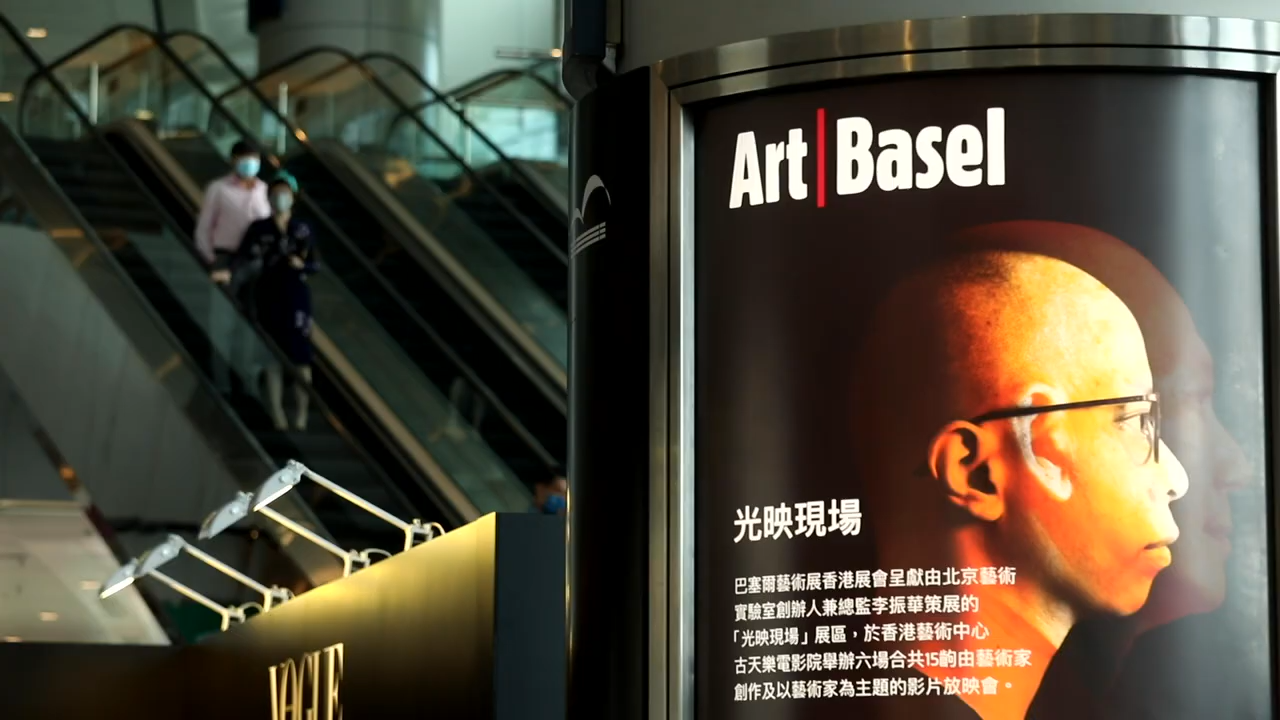 Art Basel
光映現場
巴塞爾藝術展香港展會呈獻由北京藝術
實驗室創辦人兼總監李振華策展的
「光映現場」展區，於香港藝術中心
古天樂電影院舉辦六場合共15齣由藝術家
創作及以藝術家為主題的影片放映會。
VOGUE